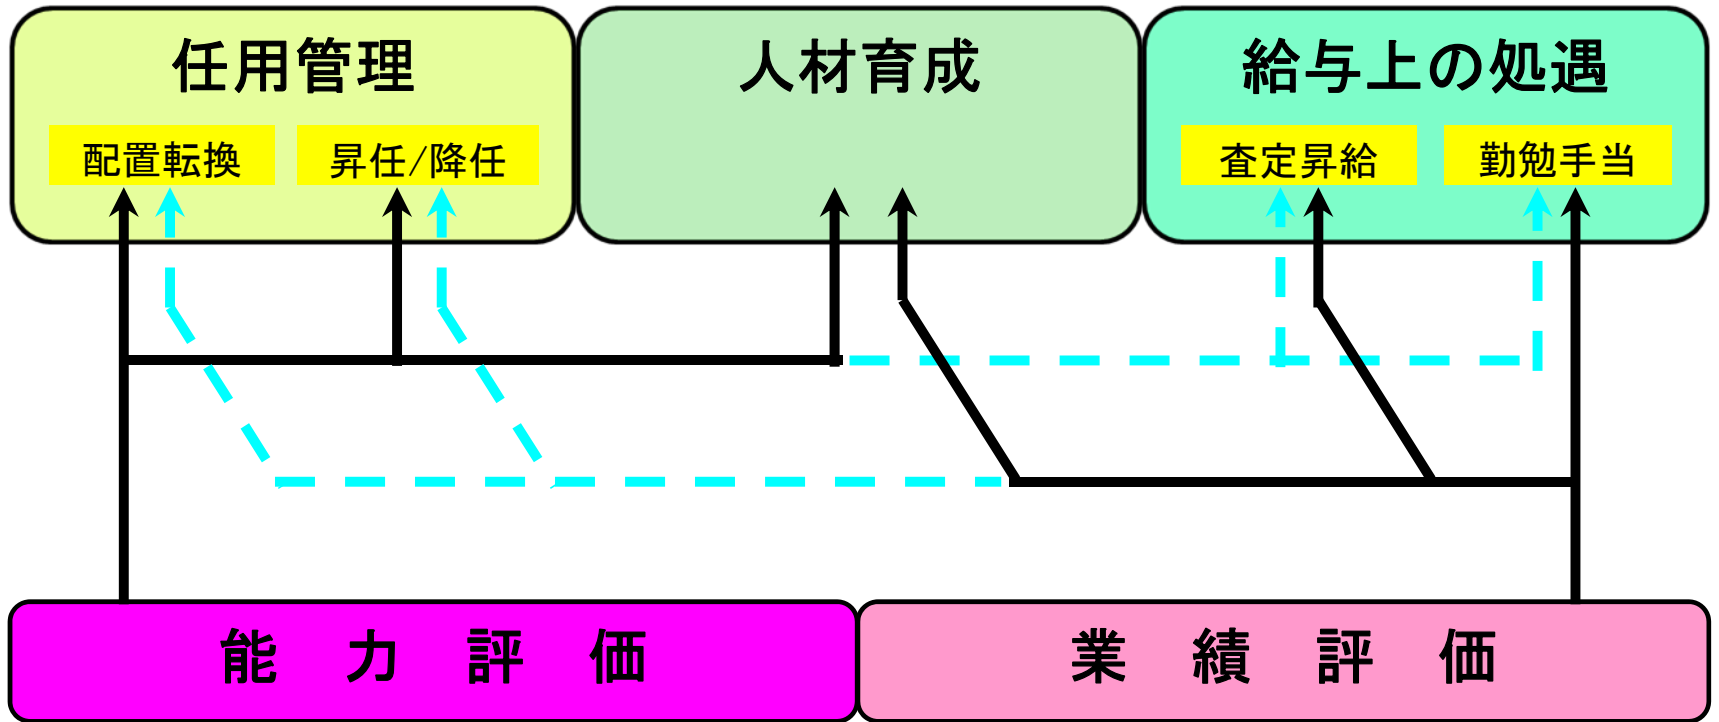 任用管理
人材育成
給与上の処遇
配置転換
昇任/降任
査定昇給
勤勉手当
能力評価
業績評価